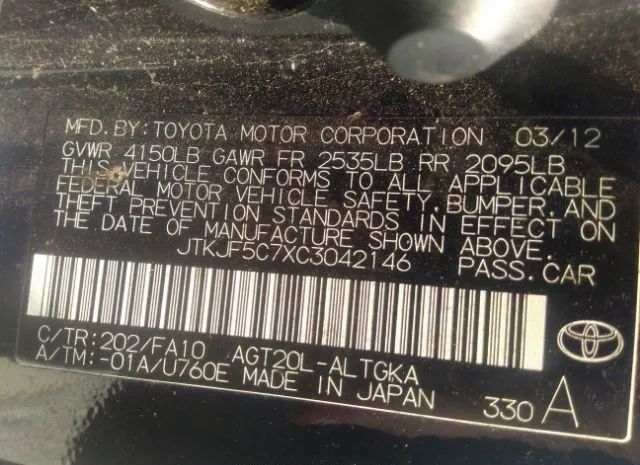 MFD.BY:TOYOTA MOTOR CORPORATION 03/12
GVWR 4150LB GAWR FR 2535LB RR 2095LB
THIS VEHICLE CONFORMS TO ALL APPLICABLE
FEDERAL MOTOR VEHICLE SAFETY,BUMPER,AND
THEFT PREVENTION STANDARDS IN EFFECT ON
THE DATE OF MANUFACTURE SHOWN ABOVE.
JTKJF5C7XC3042146 PASS.CAR
C/TR:202/FA10 AGT20L-ALTGKA
A/TM:-01A/U760E MADE IN JAPAN 330 A